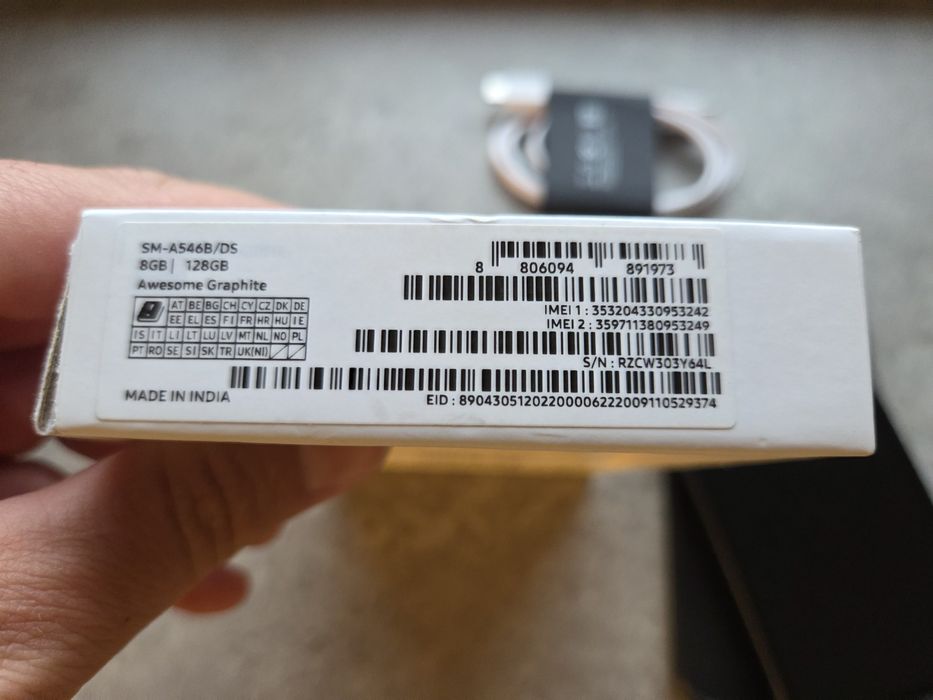 SM-A546B/DS
8GB | 128GB
Awesome Graphite
AT BE BG CH CY CZ DK DE
EE EL ES FI FR HR HU IE
IS IT LI LT LU LV MT NL NO PL
PT RO SE SI SK TR UK(NI)
MADE IN INDIA
8 806094 891973
IMEI 1 : 353204330953242
IMEI 2 : 359711380953249
S/N : RZCW303Y64L
EID : 89043051202200006222009110529374